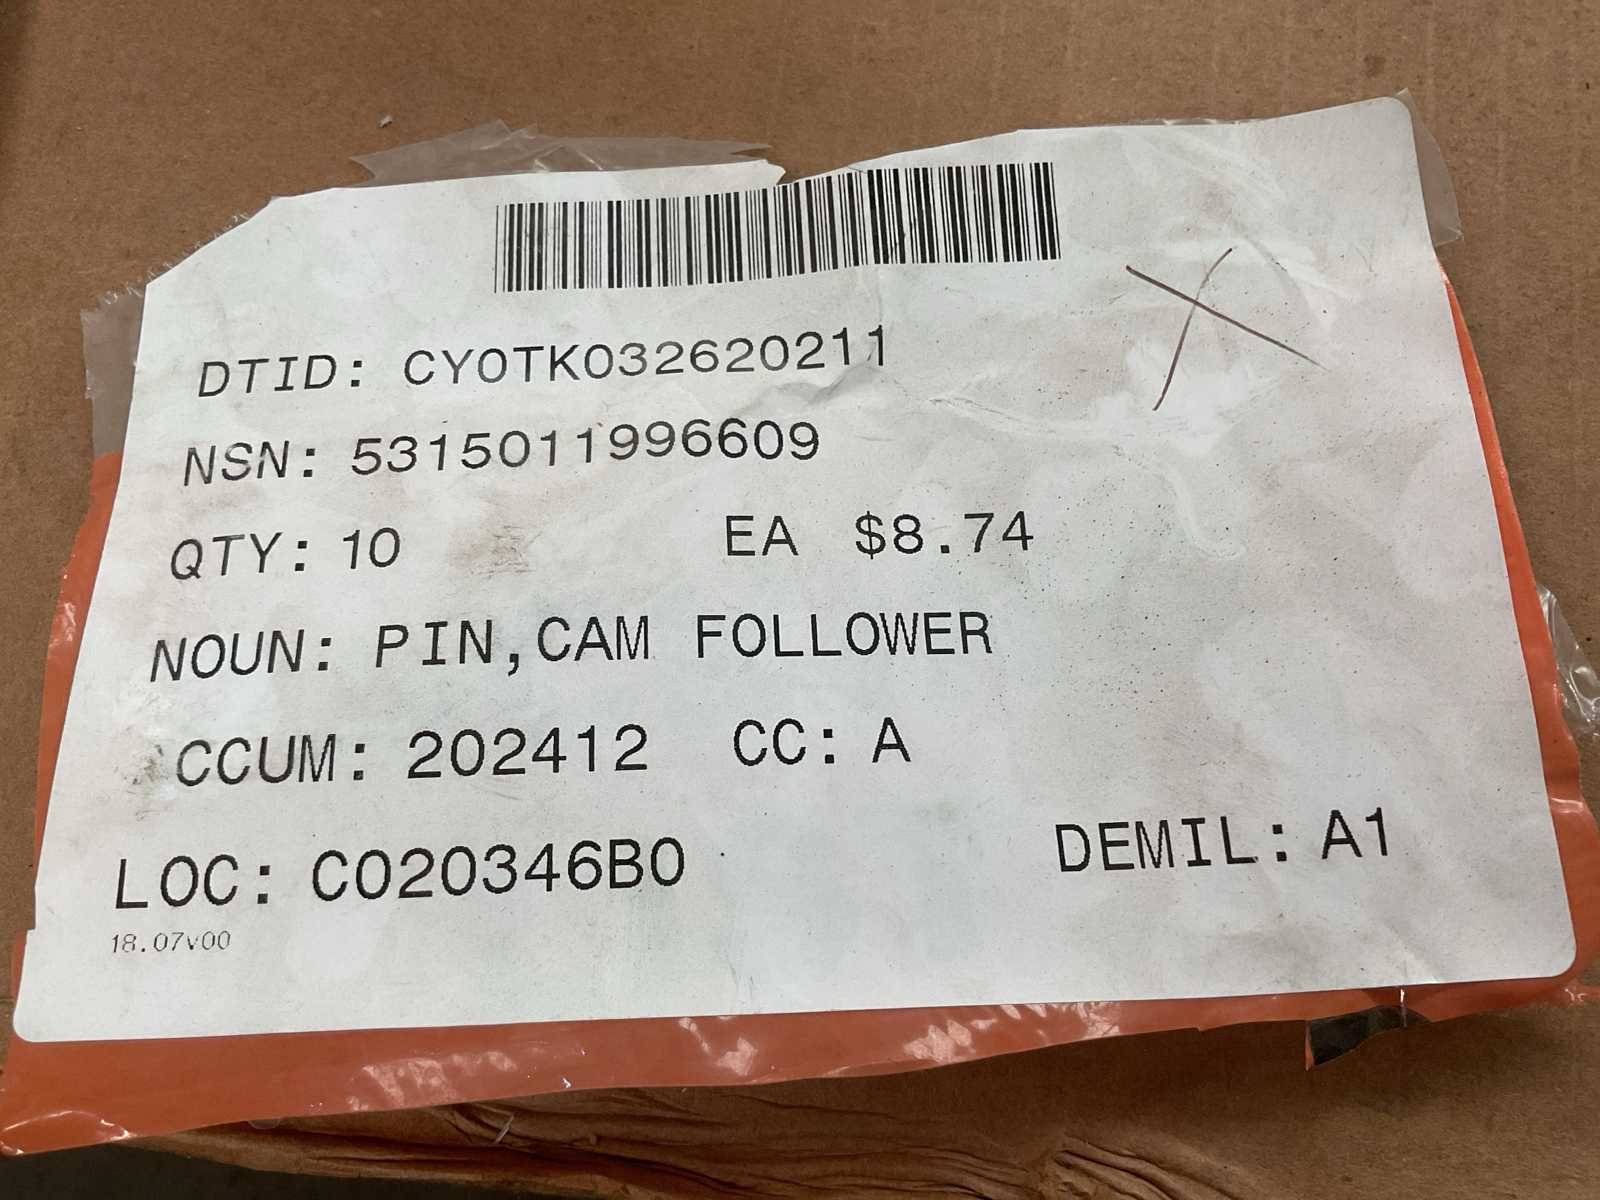 DTID: CY0TK032620211
NSN: 5315011996609
QTY: 10 EA $8.74
NOUN: PIN,CAM FOLLOWER
CCUM: 202412 CC: A
LOC: C020346B0 DEMIL: A1
18.07v00